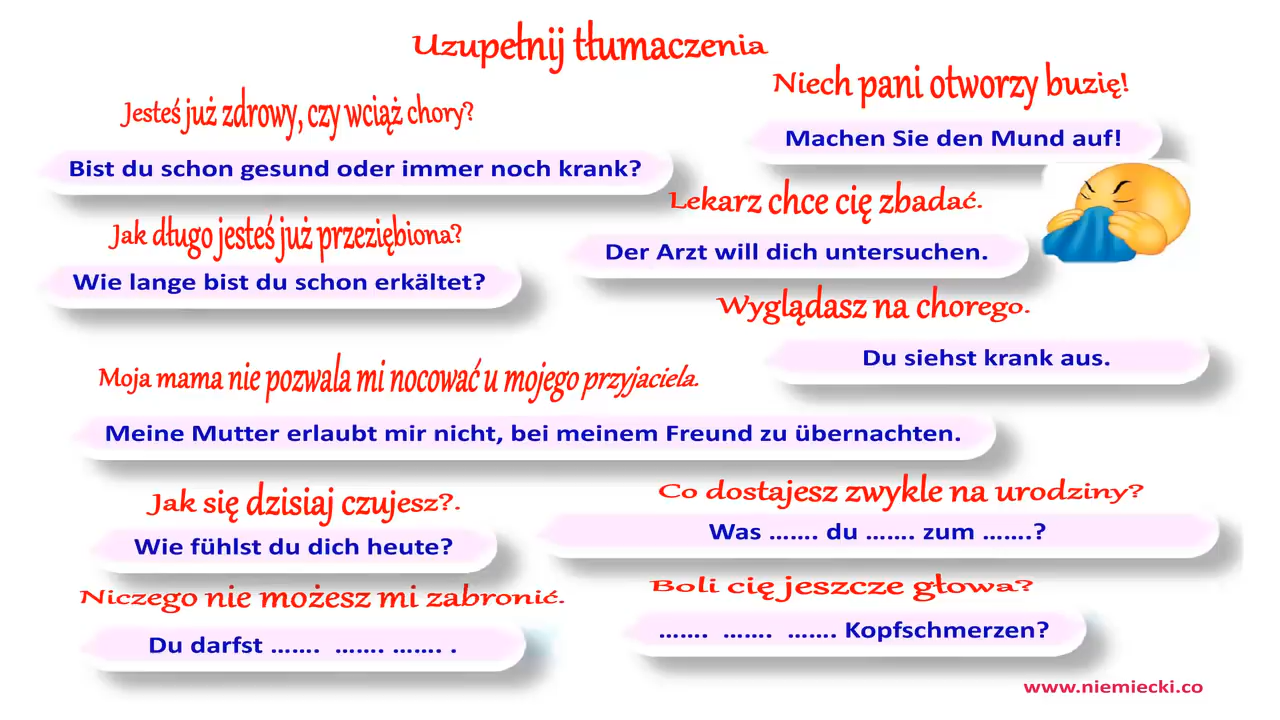 Uzupełnij tłumaczenia
Jesteś już zdrowy, czy wciąż chory?
Bist du schon gesund oder immer noch krank?
Niech pani otworzy buzię!
Machen Sie den Mund auf!
Jak długo jesteś już przeziębiona?
Wie lange bist du schon erkältet?
Lekarz chce cię zbadać.
Der Arzt will dich untersuchen.
Wyglądasz na chorego.
Du siehst krank aus.
Moja mama nie pozwala mi nocować u mojego przyjaciela.
Meine Mutter erlaubt mir nicht, bei meinem Freund zu übernachten.
Jak się dzisiaj czujesz?.
Wie fühlst du dich heute?
Co dostajesz zwykle na urodziny?
Was ....... du ....... zum .......?
Niczego nie możesz mi zabronić.
Du darfst ....... ....... ....... .
Boli cię jeszcze głowa?
....... ....... ....... Kopfschmerzen?
www.niemiecki.co